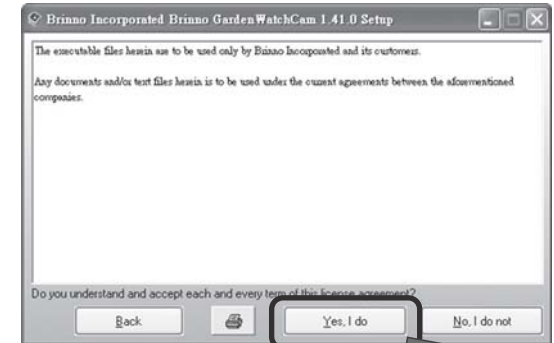 Brinno Incorporated Brinno GardenWatchCam 1.41.0 Setup
The executable files herein are to be used only by Brinno Incorporated and its customers.
Any documents and/or text files herein is to be used under the current agreements between the aforementioned
companies.
Do you understand and accept each and every term of this license agreement?
Back
Yes, I do
No, I do not